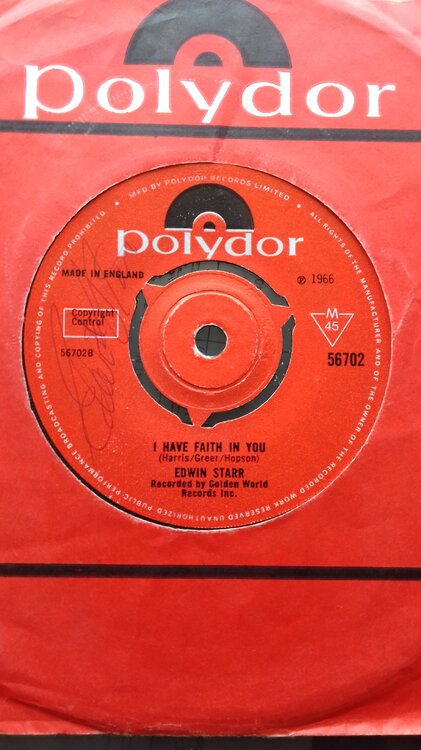 polydor
MFD BY POLYDOR RECORDS LIMITED • ALL RIGHTS OF THE MANUFACTURER AND OF THE OWNER OF THE RECORDED WORK RESERVED UNAUTHORIZED PUBLIC PERFORMANCE BROADCASTING AND COPYING OF THIS RECORD PROHIBITED •
polydor
MADE IN ENGLAND
℗ 1966
Copyright
Control
M
45
56702B
56702
I HAVE FAITH IN YOU
(Harris/Greer/Hopson)
EDWIN STARR
Recorded by Golden World
Records Inc.